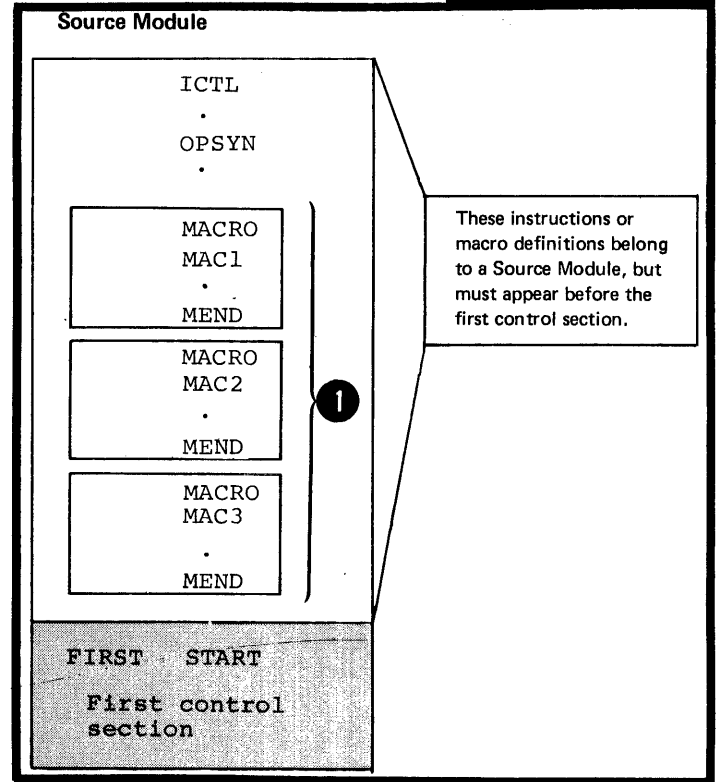 Source Module
ICTL
.
OPSYN
.
MACRO
MAC1
.
MEND
MACRO
MAC2
.
MEND
MACRO
MAC3
.
MEND
1
These instructions or
macro definitions belong
to a Source Module, but
must appear before the
first control section.
FIRST START
First control
section